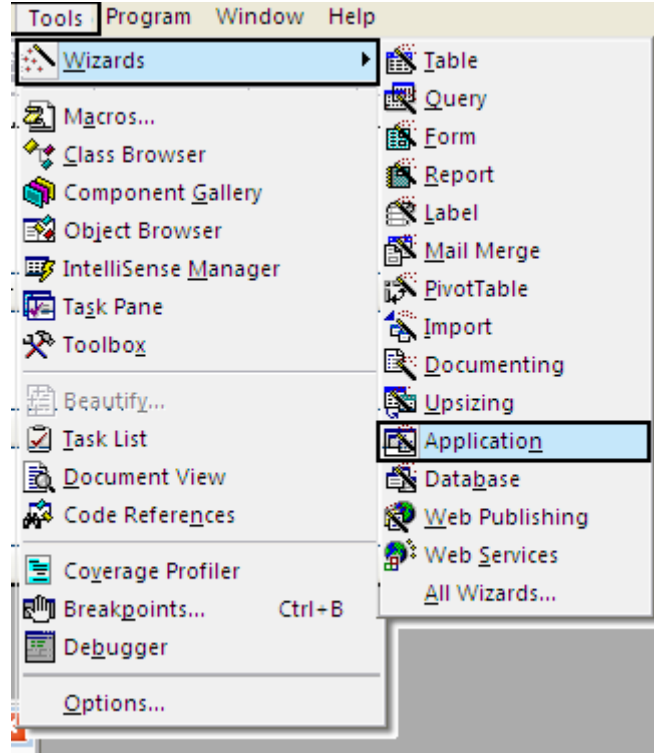 Tools Program Window Help
Wizards
Macros...
Class Browser
Component Gallery
Object Browser
IntelliSense Manager
Task Pane
Toolbox
Beautify...
Task List
Document View
Code References
Coverage Profiler
Breakpoints... Ctrl+B
Debugger
Options...
Table
Query
Form
Report
Label
Mail Merge
PivotTable
Import
Documenting
Upsizing
Application
Database
Web Publishing
Web Services
All Wizards...